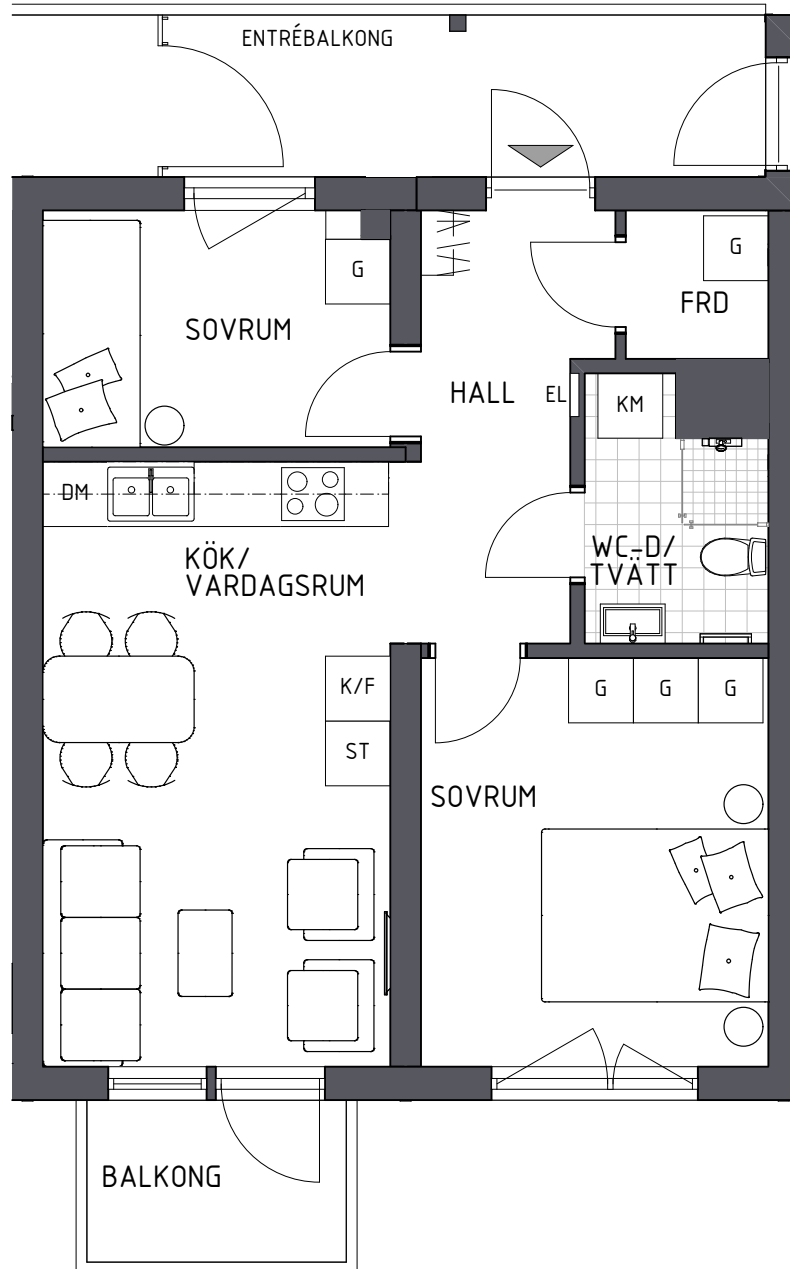 ENTRÉBALKONG
G
G
SOVRUM
FRD
HALL
EL
KM
DM
KÖK/
VARDAGSRUM
WC-D/
TVÄTT
K/F
G
G
G
ST
SOVRUM
BALKONG